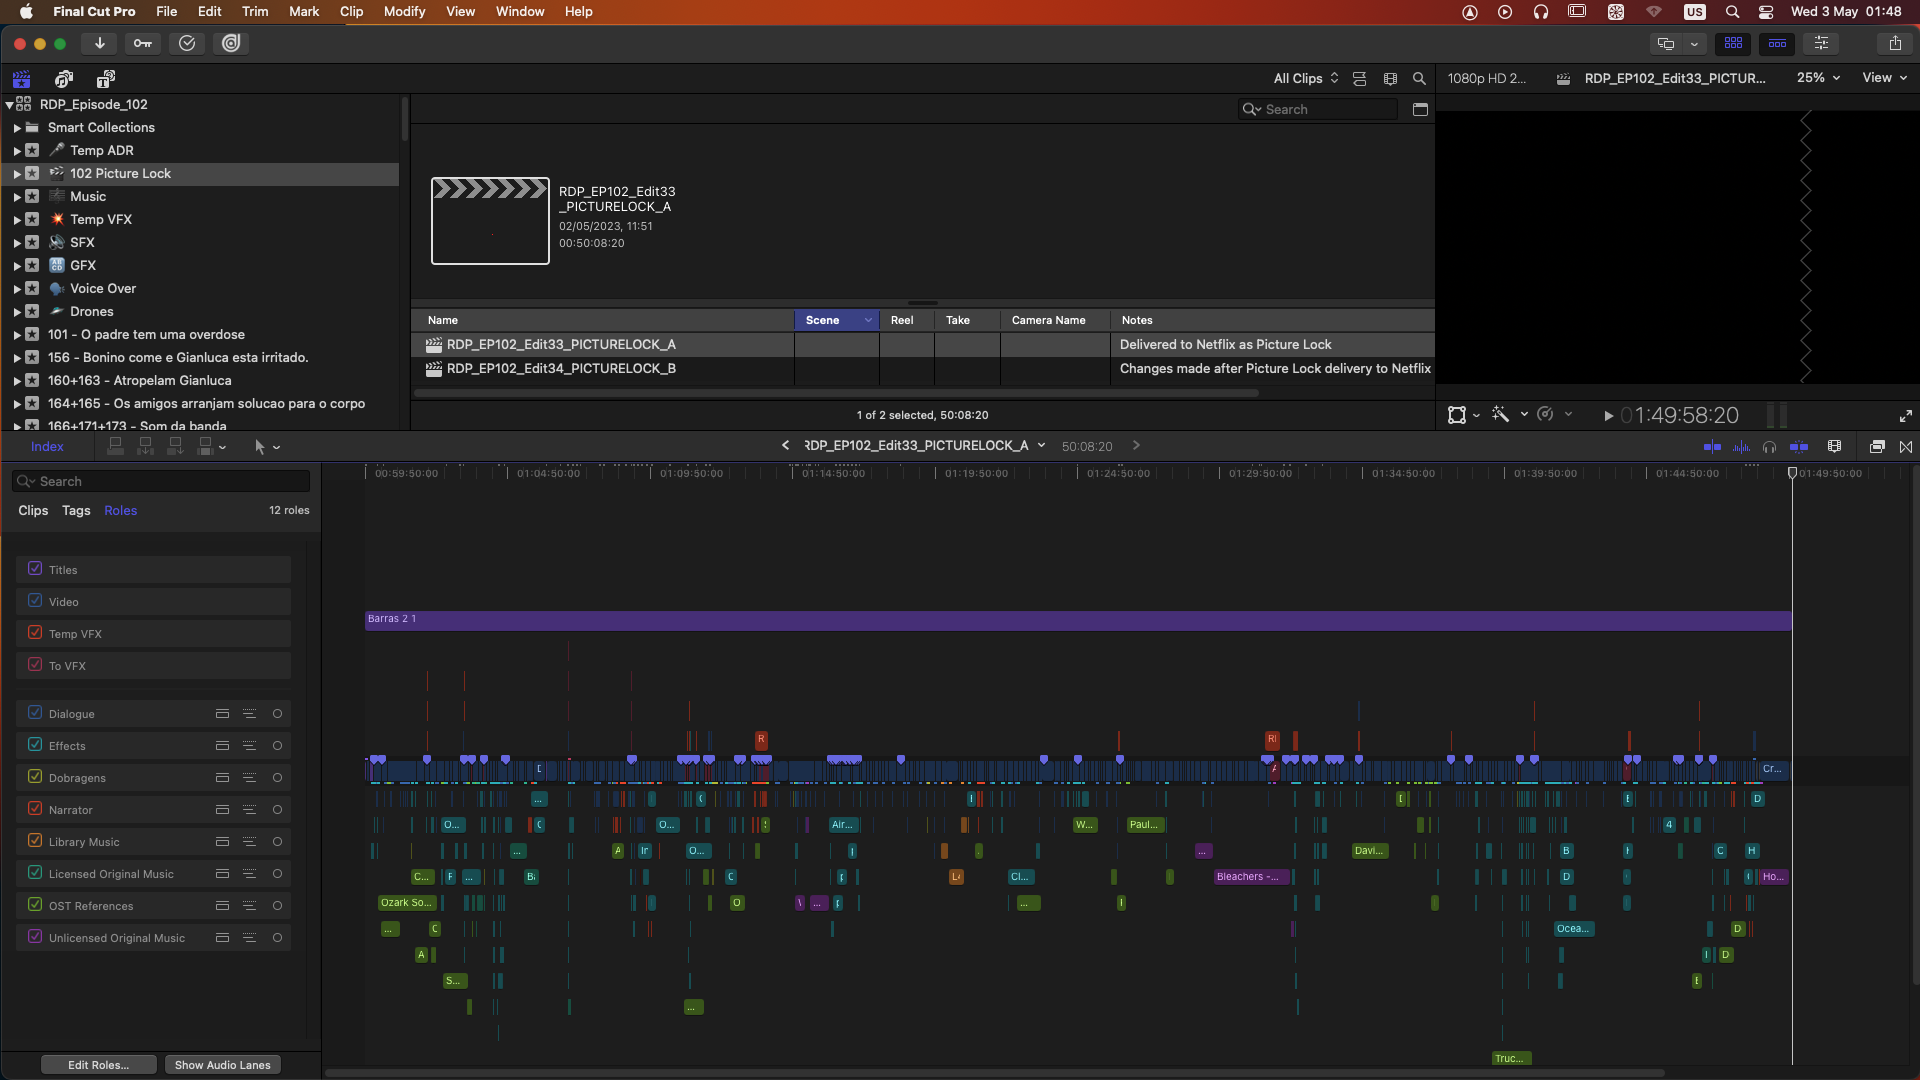 Final Cut Pro File Edit Trim Mark Clip Modify View Window Help US Wed 3 May 01:48
All Clips 1080p HD 2... RDP_EP102_Edit33_PICTUR... 25% View
RDP_Episode_102
Search
Smart Collections
Temp ADR
102 Picture Lock
Music
Temp VFX
SFX
GFX
Voice Over
Drones
101 - O padre tem uma overdose
156 - Bonino come e Gianluca esta irritado.
160+163 - Atropelam Gianluca
164+165 - Os amigos arranjam solucao para o corpo
166+171+173 - Som da banda
RDP_EP102_Edit33
_PICTURELOCK_A
02/05/2023, 11:51
00:50:08:20
Name Scene Reel Take Camera Name Notes
RDP_EP102_Edit33_PICTURELOCK_A Delivered to Netflix as Picture Lock
RDP_EP102_Edit34_PICTURELOCK_B Changes made after Picture Lock delivery to Netflix
1 of 2 selected, 50:08:20
01:49:58:20
Index RDP_EP102_Edit33_PICTURELOCK_A 50:08:20
00:59:50:00 01:04:50:00 01:09:50:00 01:14:50:00 01:19:50:00 01:24:50:00 01:29:50:00 01:34:50:00 01:39:50:00 01:44:50:00 01:49:50:00
Search
Clips Tags Roles 12 roles
Titles
Video
Temp VFX
To VFX
Dialogue
Effects
Dobragens
Narrator
Library Music
Licensed Original Music
OST References
Unlicensed Original Music
Edit Roles... Show Audio Lanes
Barras 2 1
R
Cr...
... D
O... O... Air... W... Paul... 4
A ... O... Davi... B C H
C... F ... Cl... Bleachers -... D Ho...
Ozark So... O ... ...
... C Ocea... D
A D
S...
...
Truc...